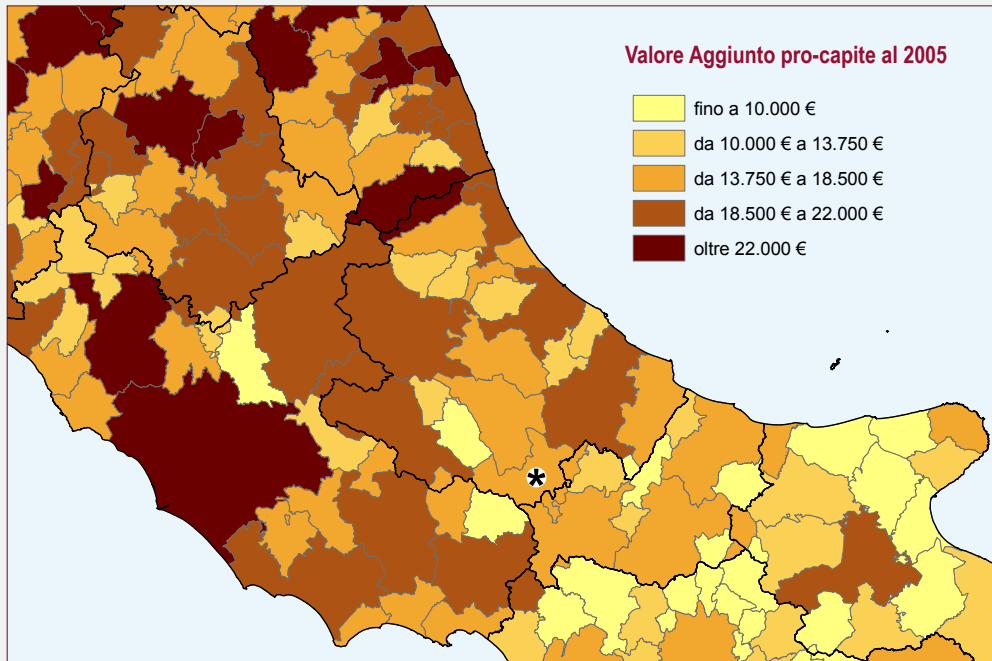 Valore Aggiunto pro-capite al 2005
fino a 10.000 €
da 10.000 € a 13.750 €
da 13.750 € a 18.500 €
da 18.500 € a 22.000 €
oltre 22.000 €
*